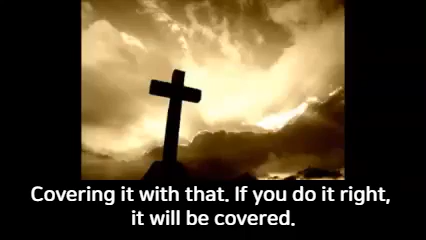 Covering it with that. If you do it right,
it will be covered.